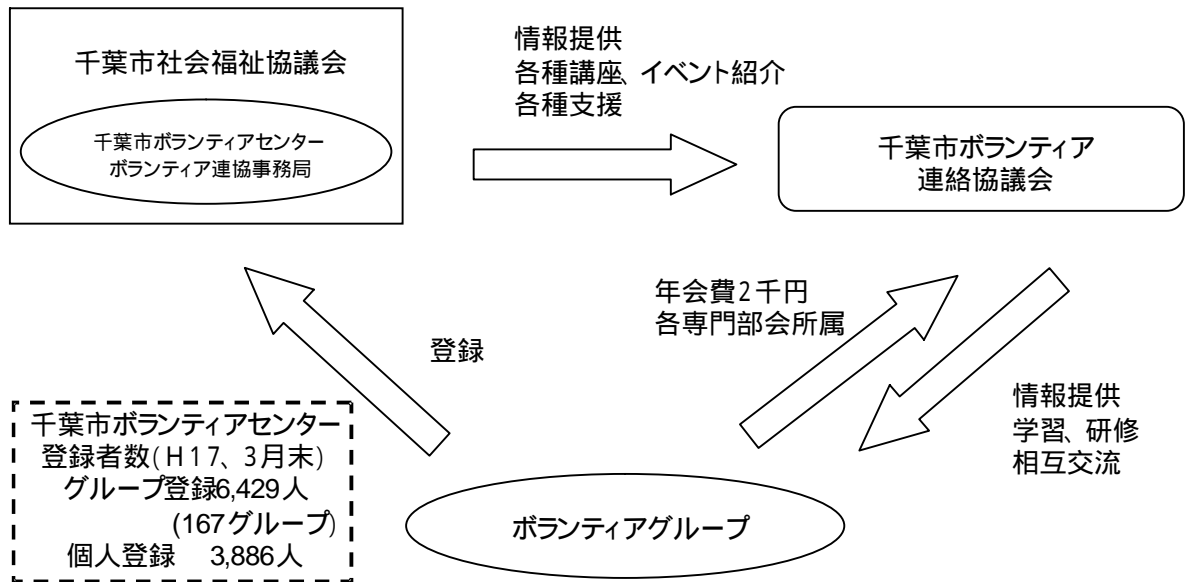 千葉市社会福祉協議会
千葉市ボランティアセンター
ボランティア連協事務局
情報提供
各種講座、イベント紹介
各種支援
千葉市ボランティア
連絡協議会
年会費2千円
各専門部会所属
登録
情報提供
学習、研修
相互交流
千葉市ボランティアセンター
登録者数(H17、3月末)
グループ登録6,429人
(167グループ)
個人登録 3,886人
ボランティアグループ